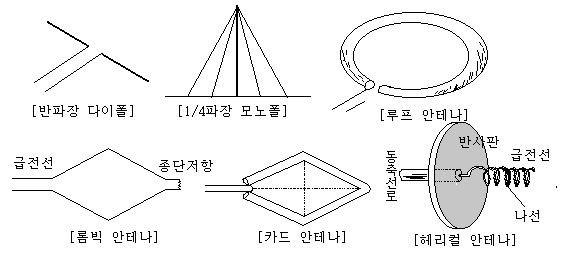 [반파장 다이폴]
[1/4파장 모노폴]
[루프 안테나]
급전선
종단저항
[롬빅 안테나]
[카드 안테나]
동축선로
반사판
급전선
나선
[헤리컬 안테나]